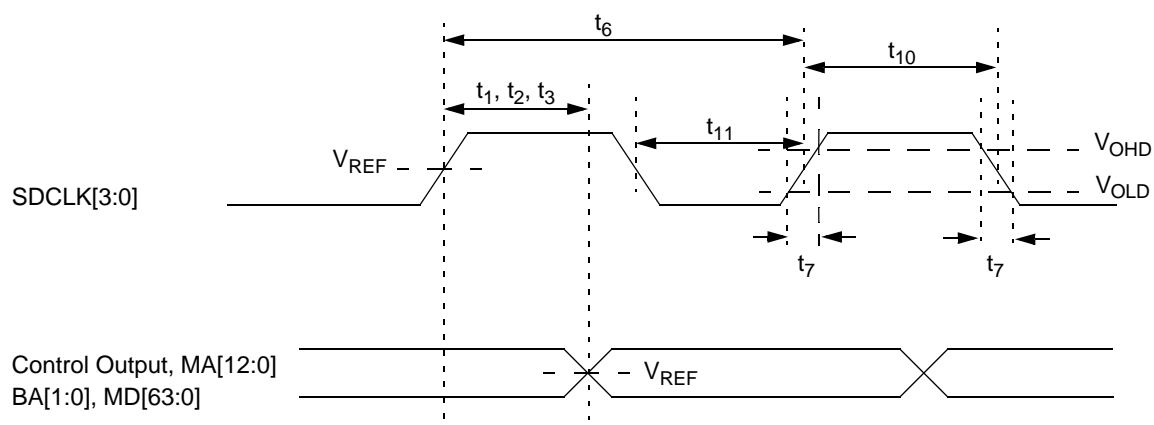 t6
t10
t1, t2, t3
t11
VREF
VOHD
VOLD
SDCLK[3:0]
t7
t7
Control Output, MA[12:0]
BA[1:0], MD[63:0]
VREF